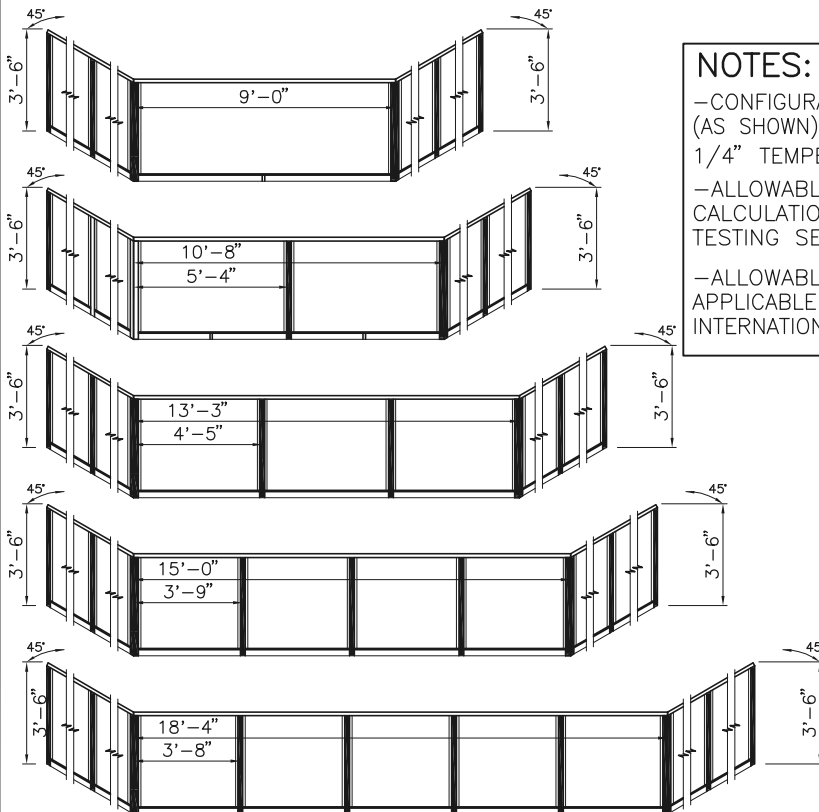 45°
45°
3'-6"
9'-0"
3'-6"
45°
45°
3'-6"
10'-8"
5'-4"
3'-6"
45°
45°
3'-6"
13'-3"
4'-5"
3'-6"
45°
45°
3'-6"
15'-0"
3'-9"
3'-6"
45°
45
3'-6"
18'-4"
3'-8"
3'-6"
NOTES:
-CONFIGURA
(AS SHOWN)
1/4" TEMPE
-ALLOWABL
CALCULATIO
TESTING SE
-ALLOWABL
APPLICABLE
INTERNATION